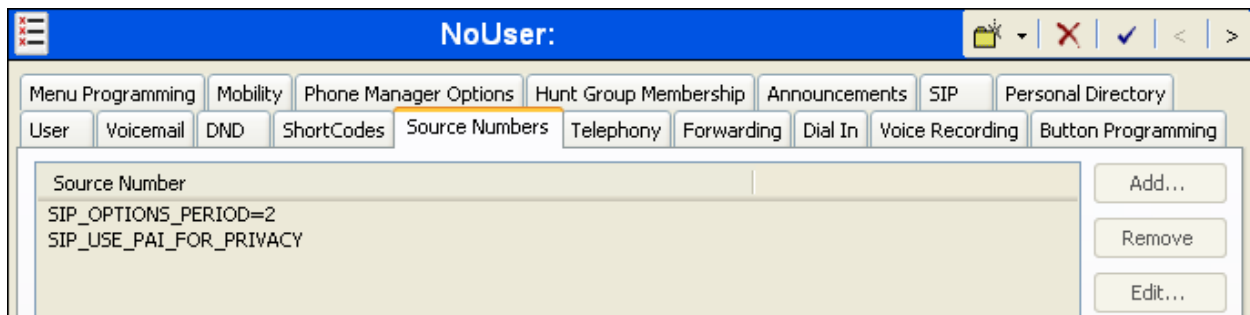 NoUser:
Menu Programming Mobility Phone Manager Options Hunt Group Membership Announcements SIP Personal Directory
User Voicemail DND ShortCodes Source Numbers Telephony Forwarding Dial In Voice Recording Button Programming
Source Number
Add...
SIP_OPTIONS_PERIOD=2
SIP_USE_PAI_FOR_PRIVACY
Remove
Edit...